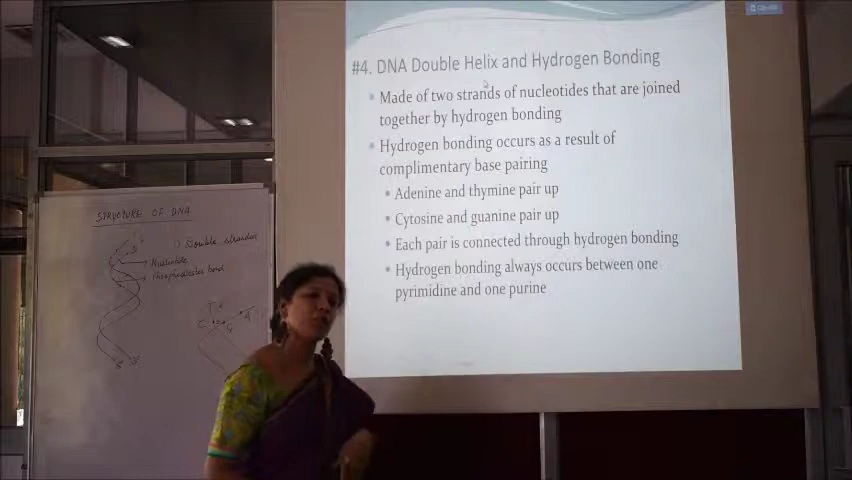 #4. DNA Double Helix and Hydrogen Bonding
• Made of two strands of nucleotides that are joined
together by hydrogen bonding
• Hydrogen bonding occurs as a result of
complimentary base pairing
• Adenine and thymine pair up
• Cytosine and guanine pair up
• Each pair is connected through hydrogen bonding
• Hydrogen bonding always occurs between one
pyrimidine and one purine
STRUCTURE OF DNA
1) Double stranded
Nucleotide
Phosphodiester bond